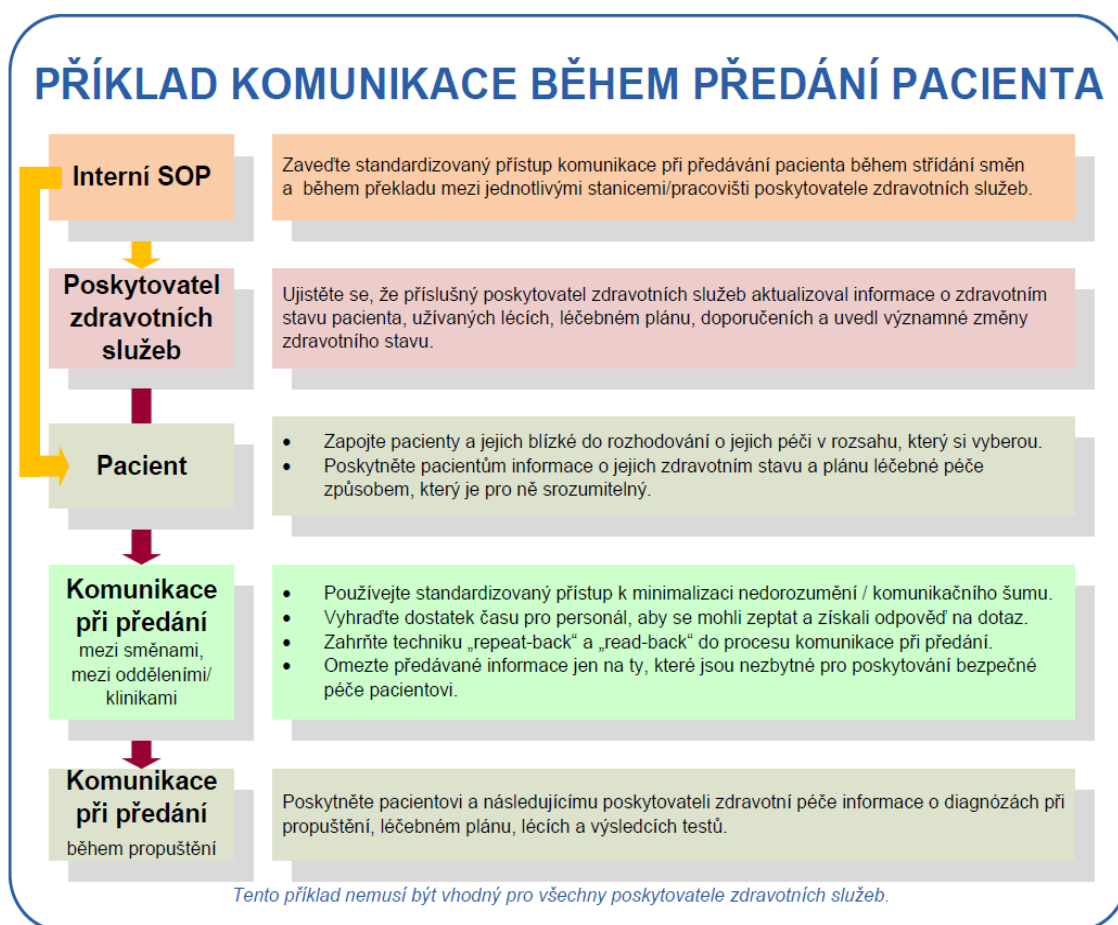 PŘÍKLAD KOMUNIKACE BĚHEM PŘEDÁNÍ PACIENTA
Interní SOP
Zaveďte standardizovaný přístup komunikace při předávání pacienta během střídání směn
a během překladu mezi jednotlivými stanicemi/pracovišti poskytovatele zdravotních služeb.
Poskytovatel
zdravotních
služeb
Ujistěte se, že příslušný poskytovatel zdravotních služeb aktualizoval informace o zdravotním
stavu pacienta, užívaných lécích, léčebném plánu, doporučeních a uvedl významné změny
zdravotního stavu.
Pacient
• Zapojte pacienty a jejich blízké do rozhodování o jejich péči v rozsahu, který si vyberou.
• Poskytněte pacientům informace o jejich zdravotním stavu a plánu léčebné péče
způsobem, který je pro ně srozumitelný.
Komunikace
při předání
mezi směnami,
mezi odděleními/
klinikami
• Používejte standardizovaný přístup k minimalizaci nedorozumění / komunikačního šumu.
• Vyhraďte dostatek času pro personál, aby se mohli zeptat a získali odpověď na dotaz.
• Zahrňte techniku „repeat-back“ a „read-back“ do procesu komunikace při předání.
• Omezte předávané informace jen na ty, které jsou nezbytné pro poskytování bezpečné
péče pacientovi.
Komunikace
při předání
během propuštění
Poskytněte pacientovi a následujícímu poskytovateli zdravotní péče informace o diagnózách při
propuštění, léčebném plánu, lécích a výsledcích testů.
Tento příklad nemusí být vhodný pro všechny poskytovatele zdravotních služeb.